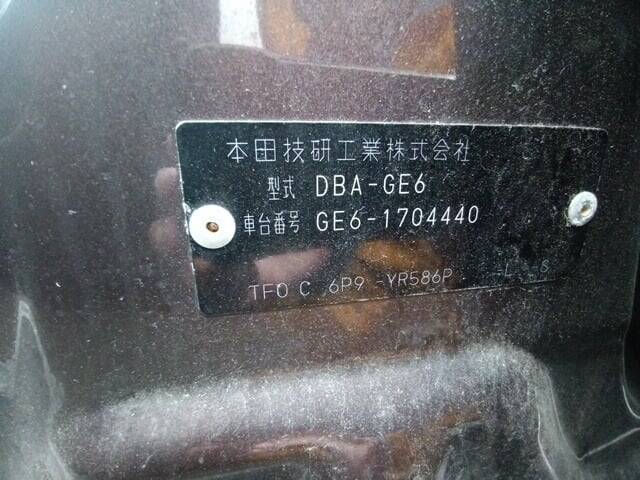 本田技研工業株式会社
型式 DBA-GE6
車台番号 GE6-1704440
TF0 C 6P9 -YR586P -L -S